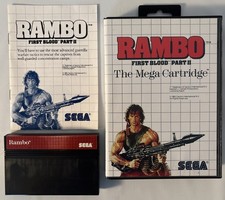 RAMBO
FIRST BLOOD PART II
SEGA
Rambo
SEGA
RAMBO
FIRST BLOOD PART II
The Mega Cartridge
SEGA